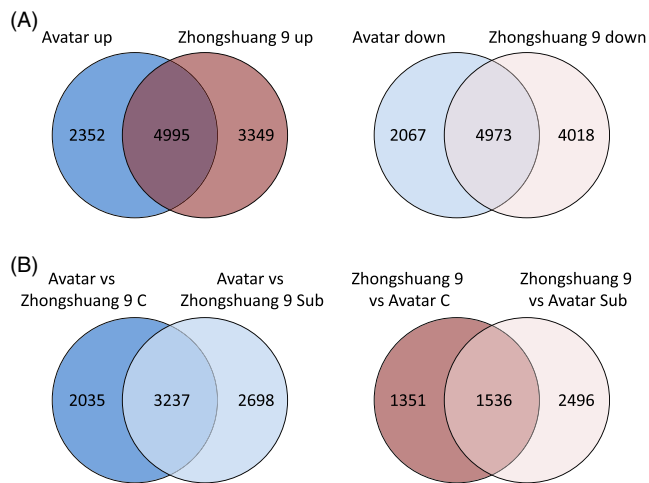 (A)
Avatar up
Zhongshuang 9 up
Avatar down
Zhongshuang 9 down
2352
4995
3349
2067
4973
4018
(B)
Avatar vs
Zhongshuang 9 C
Avatar vs
Zhongshuang 9 Sub
Zhongshuang 9
vs Avatar C
Zhongshuang 9
vs Avatar Sub
2035
3237
2698
1351
1536
2496